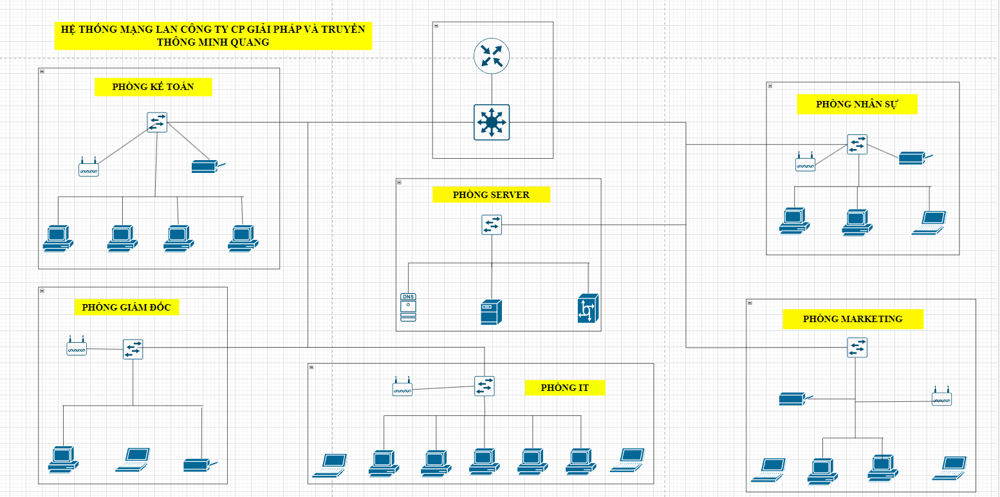 HỆ THỐNG MẠNG LAN CÔNG TY CP GIẢI PHÁP VÀ TRUYỀN
THÔNG MINH QUANG
PHÒNG KẾ TOÁN
PHÒNG NHÂN SỰ
PHÒNG SERVER
DNS
PHÒNG GIÁM ĐỐC
PHÒNG MARKETING
PHÒNG IT